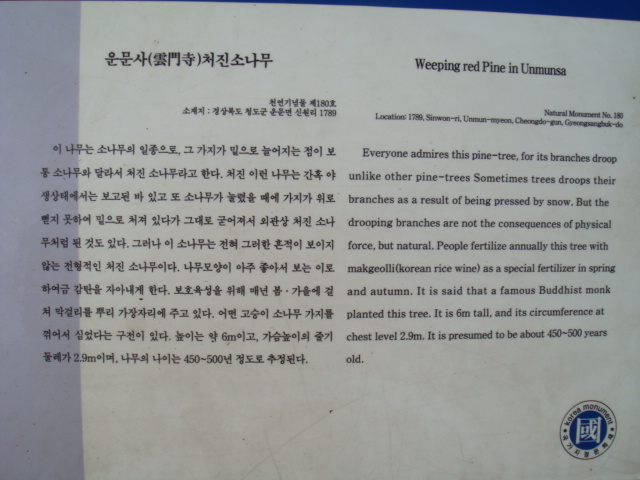 운문사(雲門寺)처진소나무
천연기념물 제180호
소재지 : 경상북도 청도군 운문면 신원리 1789
이 나무는 소나무의 일종으로, 그 가지가 밑으로 늘어지는 점이 보
통 소나무와 달라서 처진 소나무라고 한다. 처진 이런 나무는 간혹 야
생상태에서는 보고된 바 있고 또 소나무가 눌렸을 때에 가지가 위로
뻗지 못하여 밑으로 처져 있다가 그대로 굳어져서 외관상 처진 소나
무처럼 된 것도 있다. 그러나 이 소나무는 전혀 그러한 흔적이 보이지
않는 전형적인 처진 소나무이다. 나무모양이 아주 좋아서 보는 이로
하여금 감탄을 자아내게 한다. 보호육성을 위해 매년 봄·가을에 걸
쳐 막걸리를 뿌리 가장자리에 주고 있다. 어떤 고승이 소나무 가지를
꺾어서 심었다는 구전이 있다. 높이는 약 6m이고, 가슴높이의 줄기
둘레가 2.9m이며, 나무의 나이는 450~500년 정도로 추정된다.
Weeping red Pine in Unmunsa
Natural Monument No. 180
Location: 1789, Sinwon-ri, Unmun-myeon, Cheongdo-gun, Gyeongsangbuk-do
Everyone admires this pine-tree, for its branches droop
unlike other pine-trees Sometimes trees droops their
branches as a result of being pressed by snow. But the
drooping branches are not the consequences of physical
force, but natural. People fertilize annually this tree with
makgeolli(korean rice wine) as a special fertilizer in spring
and autumn. It is said that a famous Buddhist monk
planted this tree. It is 6m tall, and its circumference at
chest level 2.9m. It is presumed to be about 450~500 years
old.
korea monument
國